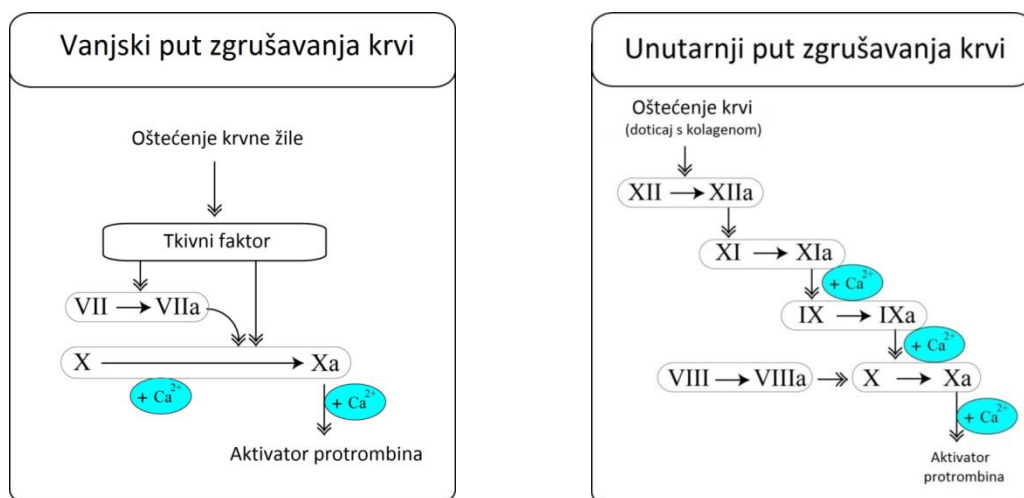 Vanjski put zgrušavanja krvi
Oštećenje krvne žile
Tkivni faktor
VII → VIIa
X → Xa
+ Ca²⁺
+ Ca²⁺
Aktivator protrombina
Unutarnji put zgrušavanja krvi
Oštećenje krvi
(doticaj s kolagenom)
XII → XIIa
XI → XIa
+ Ca²⁺
IX → IXa
+ Ca²⁺
VIII → VIIIa X → Xa
+ Ca²⁺
Aktivator
protrombina